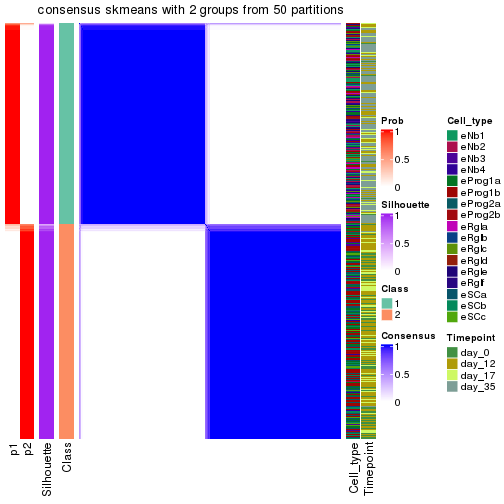 consensus skmeans with 2 groups from 50 partitions
p1
p2
Silhouette
Class
Cell_type
Timepoint
Prob
1
0.5
0
Silhouette
1
0.5
0
Class
1
2
Consensus
1
0.5
0
Cell_type
eNb1
eNb2
eNb3
eNb4
eProg1a
eProg1b
eProg2a
eProg2b
eRgla
eRglb
eRglc
eRgld
eRgle
eRglf
eSCa
eSCb
eSCc
Timepoint
day_0
day_12
day_17
day_35